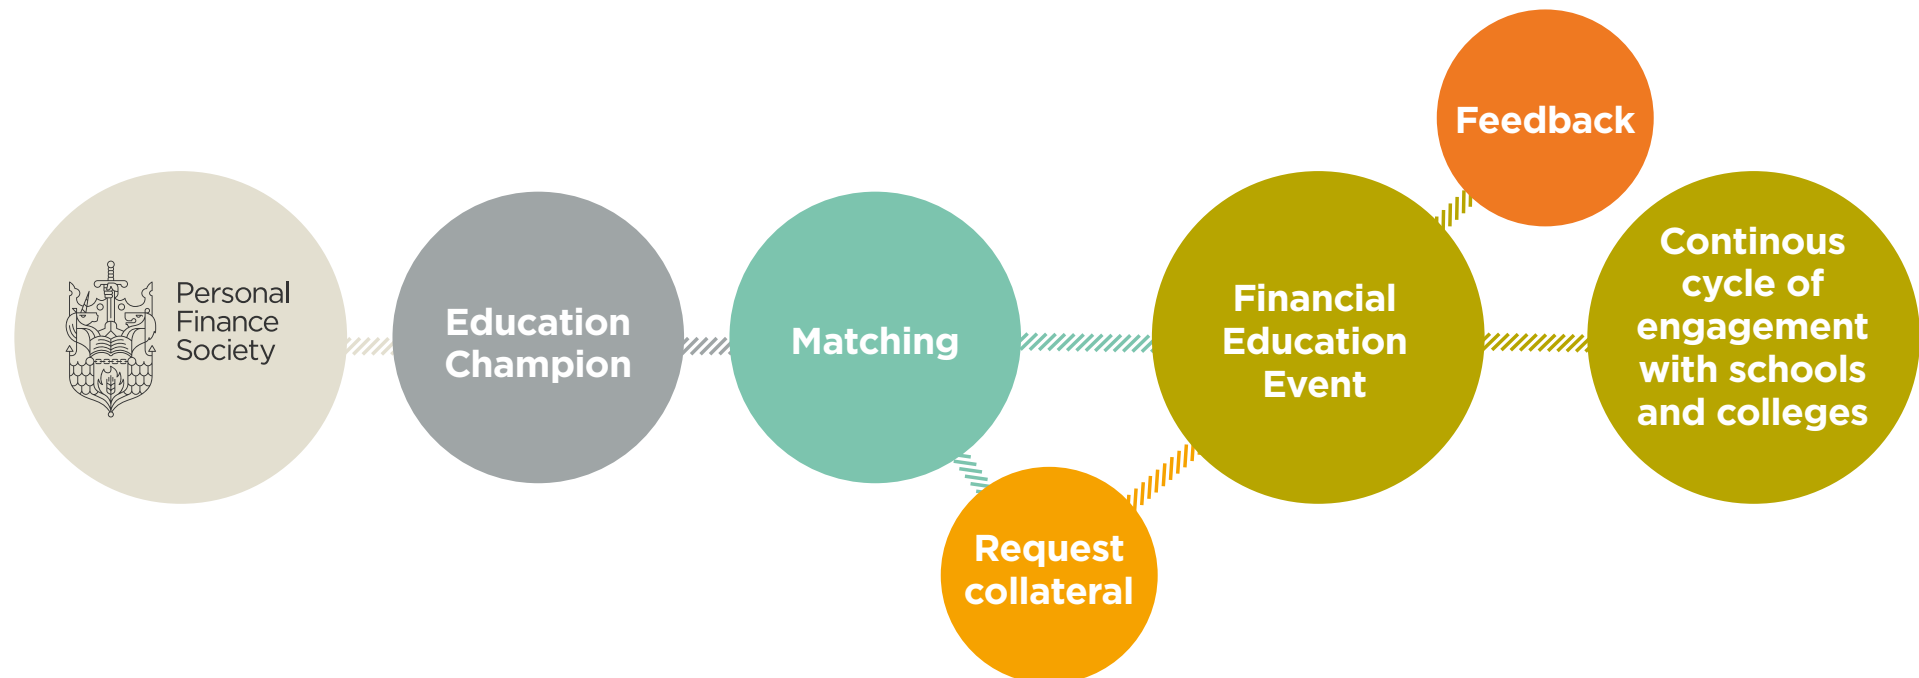 Personal
Finance
Society
Education
Champion
Matching
Request
collateral
Financial
Education
Event
Feedback
Continous
cycle of
engagement
with schools
and colleges